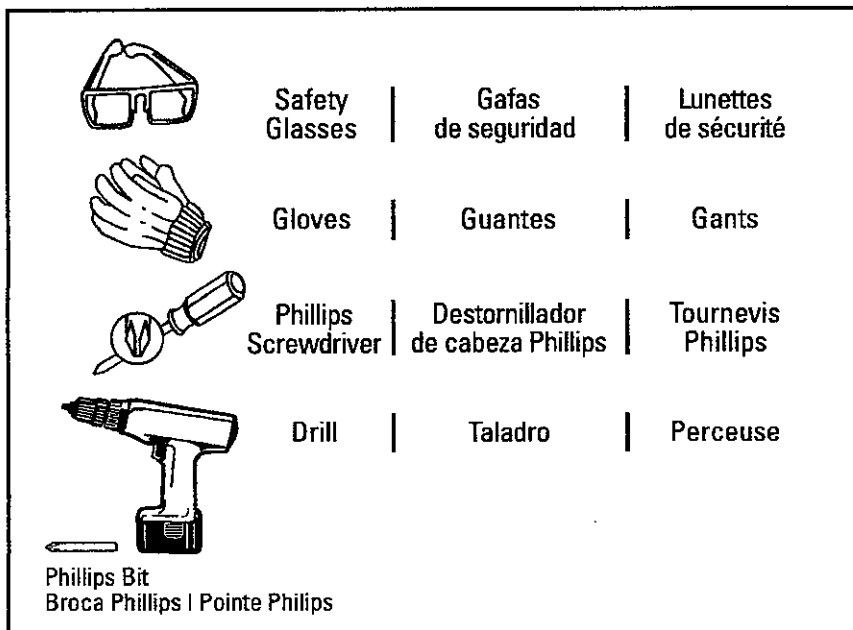 Safety Glasses | Gafas de seguridad | Lunettes de sécurité
Gloves | Guantes | Gants
Phillips Screwdriver | Destornillador de cabeza Phillips | Tournevis Phillips
Drill | Taladro | Perceuse
Phillips Bit
Broca Phillips | Pointe Philips